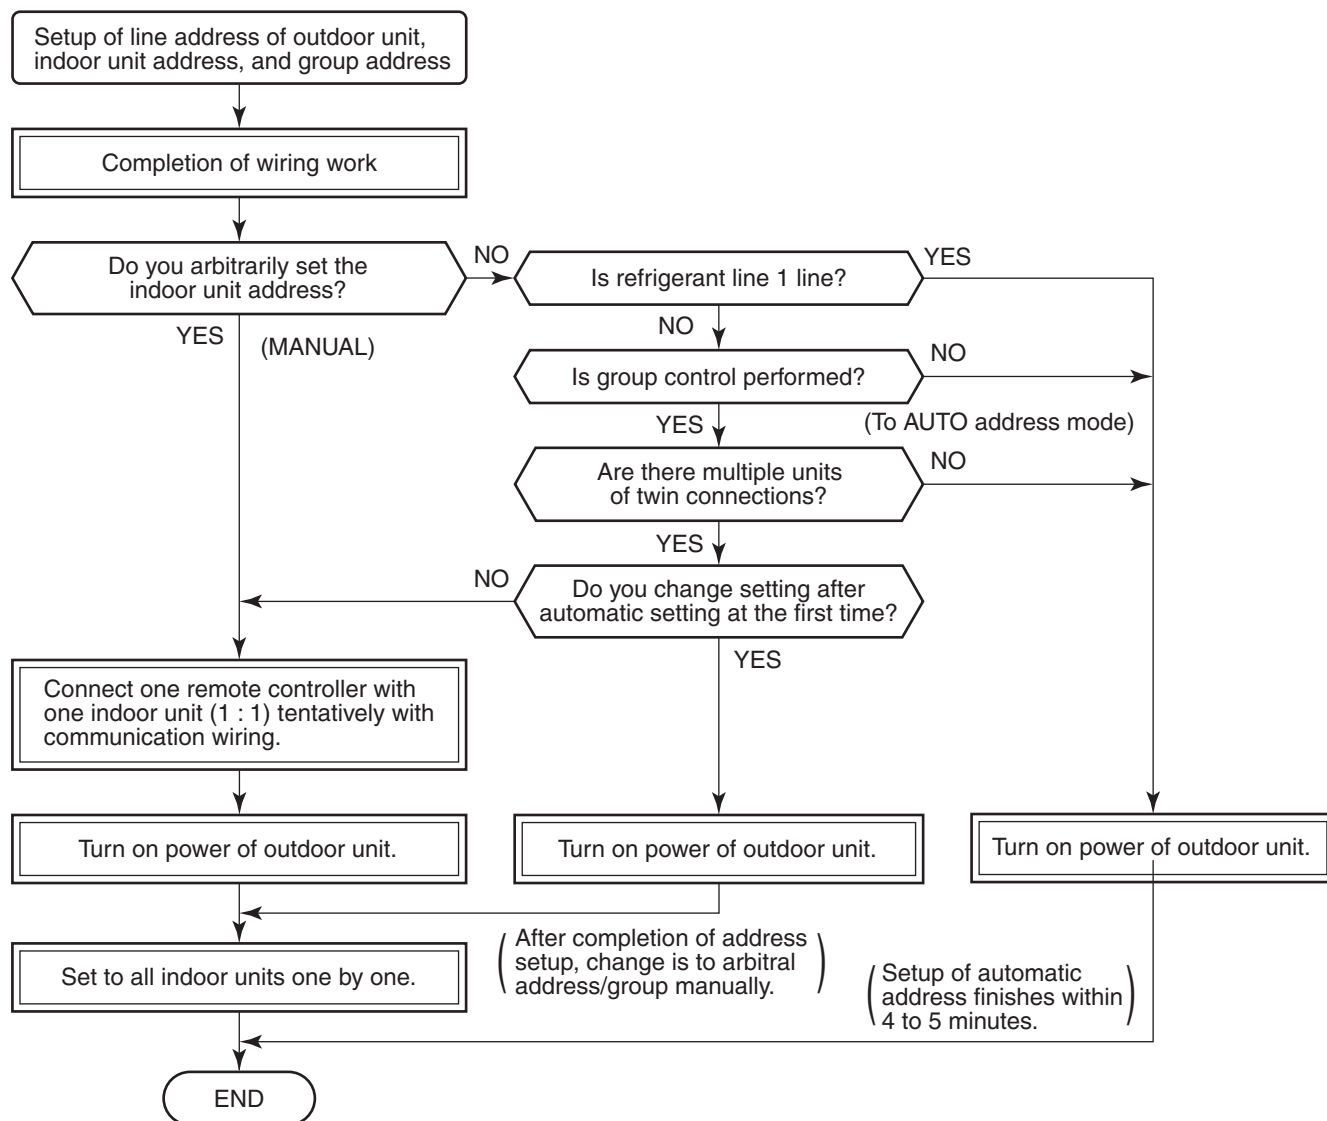 Setup of line address of outdoor unit,
indoor unit address, and group address
Completion of wiring work
Do you arbitrarily set the
indoor unit address?
NO
YES
(MANUAL)
Is refrigerant line 1 line?
YES
NO
Is group control performed?
NO
YES
(To AUTO address mode)
Are there multiple units
of twin connections?
NO
YES
Do you change setting after
automatic setting at the first time?
NO
YES
Connect one remote controller with
one indoor unit (1 : 1) tentatively with
communication wiring.
Turn on power of outdoor unit.
Turn on power of outdoor unit.
Turn on power of outdoor unit.
(After completion of address
setup, change is to arbitral
address/group manually.)
Set to all indoor units one by one.
(Setup of automatic
address finishes within
4 to 5 minutes.)
END